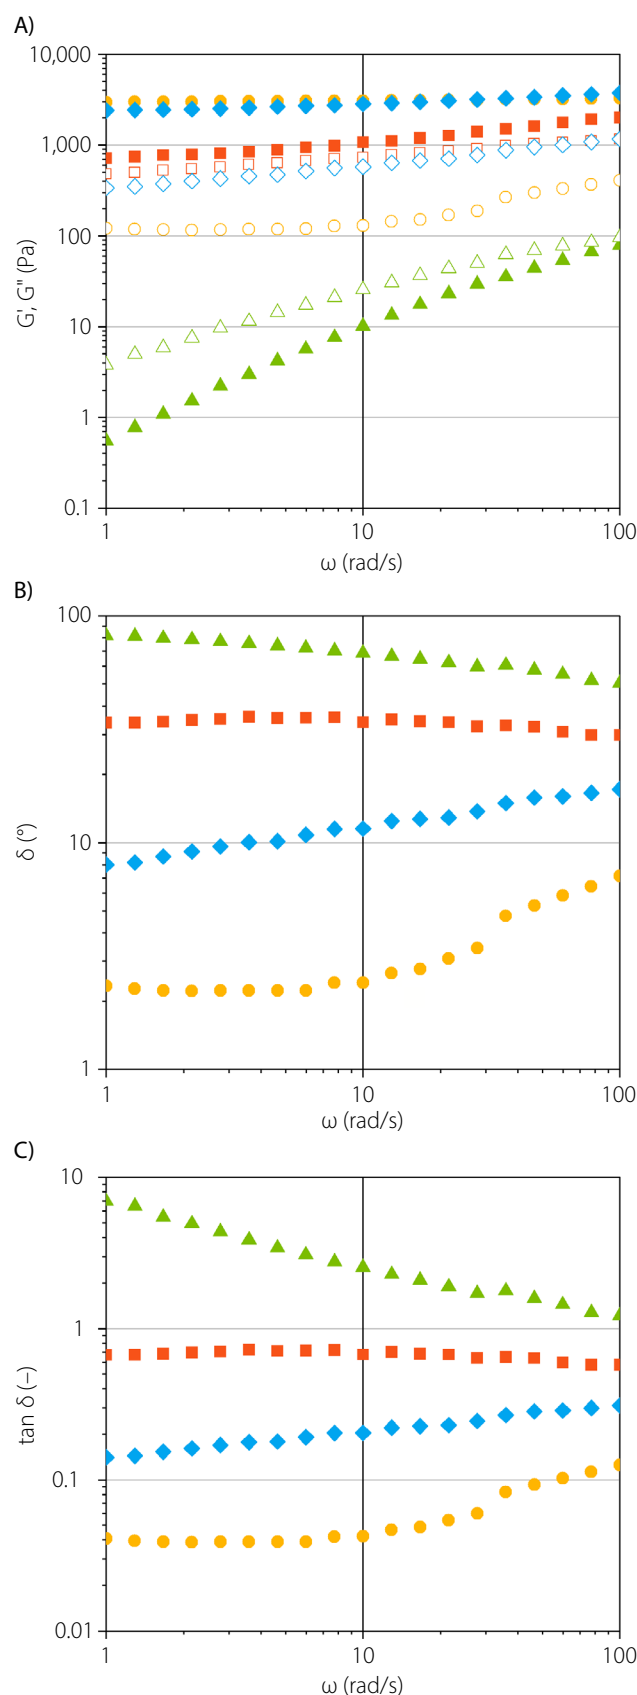 A)
10,000
1,000
100
10
1
0.1
G', G" (Pa)
1 10 100
ω (rad/s)
B)
100
10
1
δ (°)
1 10 100
ω (rad/s)
C)
10
1
0.1
0.01
tan δ (–)
1 10 100
ω (rad/s)